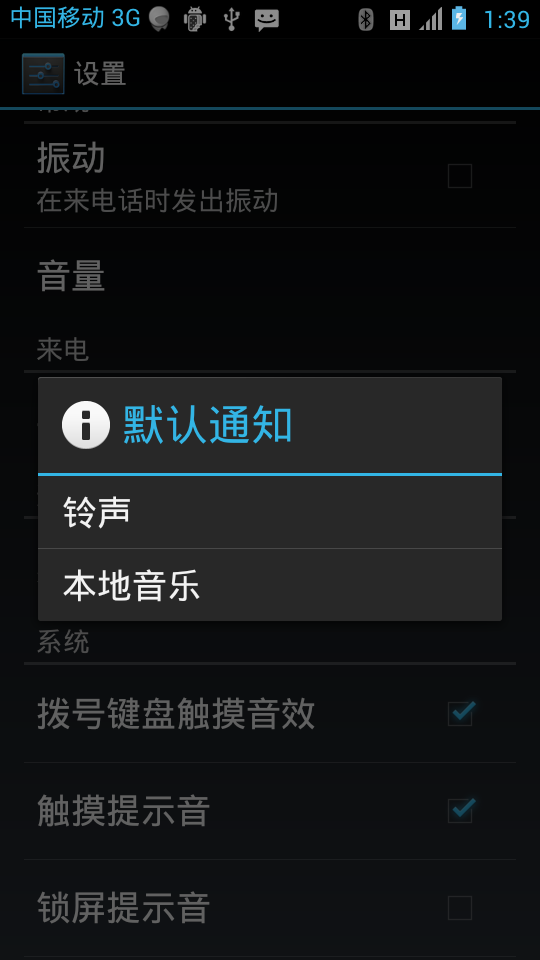 中国移动 3G H 1:39
设置
振动
在来电话时发出振动
音量
来电
默认通知
铃声
本地音乐
系统
拨号键盘触摸音效
触摸提示音
锁屏提示音